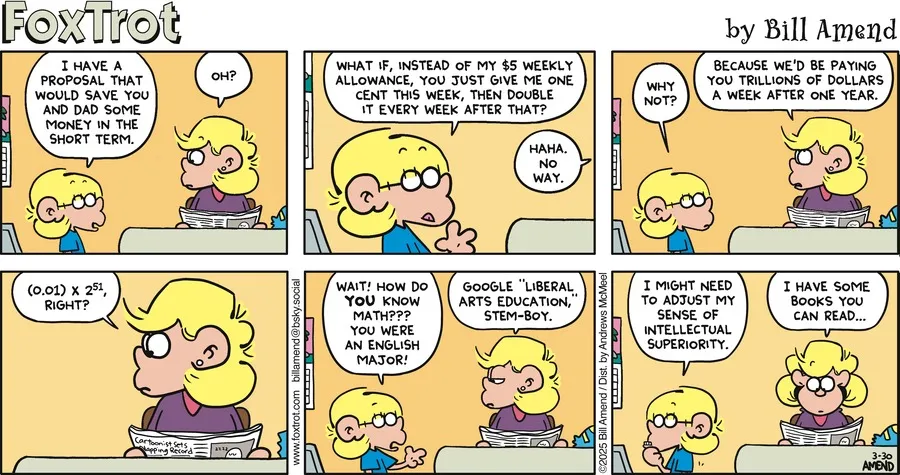 FoxTrot
by Bill Amend
I HAVE A
PROPOSAL THAT
WOULD SAVE YOU
AND DAD SOME
MONEY IN THE
SHORT TERM.
OH?
WHAT IF, INSTEAD OF MY $5 WEEKLY
ALLOWANCE, YOU JUST GIVE ME ONE
CENT THIS WEEK, THEN DOUBLE
IT EVERY WEEK AFTER THAT?
HAHA.
NO
WAY.
WHY
NOT?
BECAUSE WE'D BE PAYING
YOU TRILLIONS OF DOLLARS
A WEEK AFTER ONE YEAR.
(0.01) X 2⁵¹,
RIGHT?
Cartoonist Sets
Shopping Record
www.foxtrot.com billamend@bsky.social
WAIT! HOW DO
YOU KNOW
MATH???
YOU WERE
AN ENGLISH
MAJOR!
GOOGLE "LIBERAL
ARTS EDUCATION,"
STEM-BOY.
©2025 Bill Amend / Dist. by Andrews McMeel
I MIGHT NEED
TO ADJUST MY
SENSE OF
INTELLECTUAL
SUPERIORITY.
I HAVE SOME
BOOKS YOU
CAN READ...
3-30
AMEND